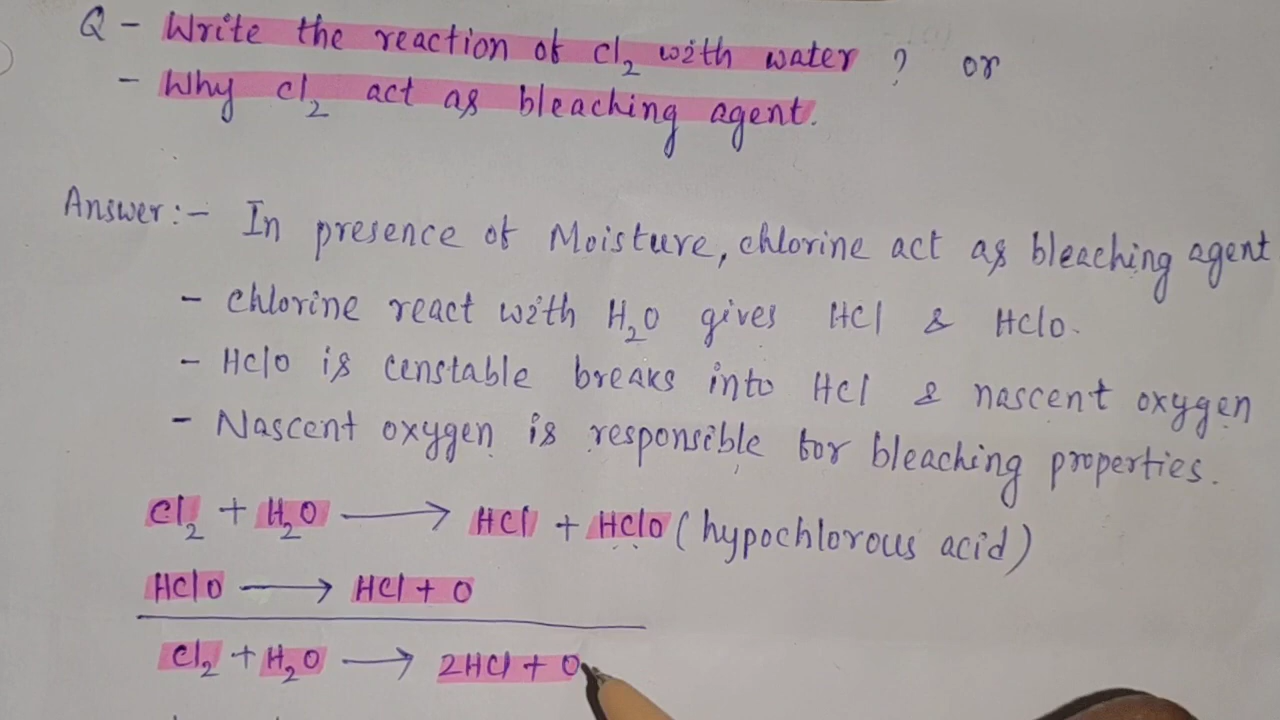 Q - Write the reaction of Cl₂ with water ? or
- Why Cl₂ act as bleaching agent.
Answer:- In presence of Moisture, chlorine act as bleaching agent
- chlorine react with H₂O gives HCl & HClO.
- HClO is unstable breaks into HCl & nascent oxygen
- Nascent oxygen is responsible for bleaching properties.
Cl₂ + H₂O ⟶ HCl + HClO (hypochlorous acid)
HClO ⟶ HCl + O
Cl₂ + H₂O ⟶ 2HCl + O